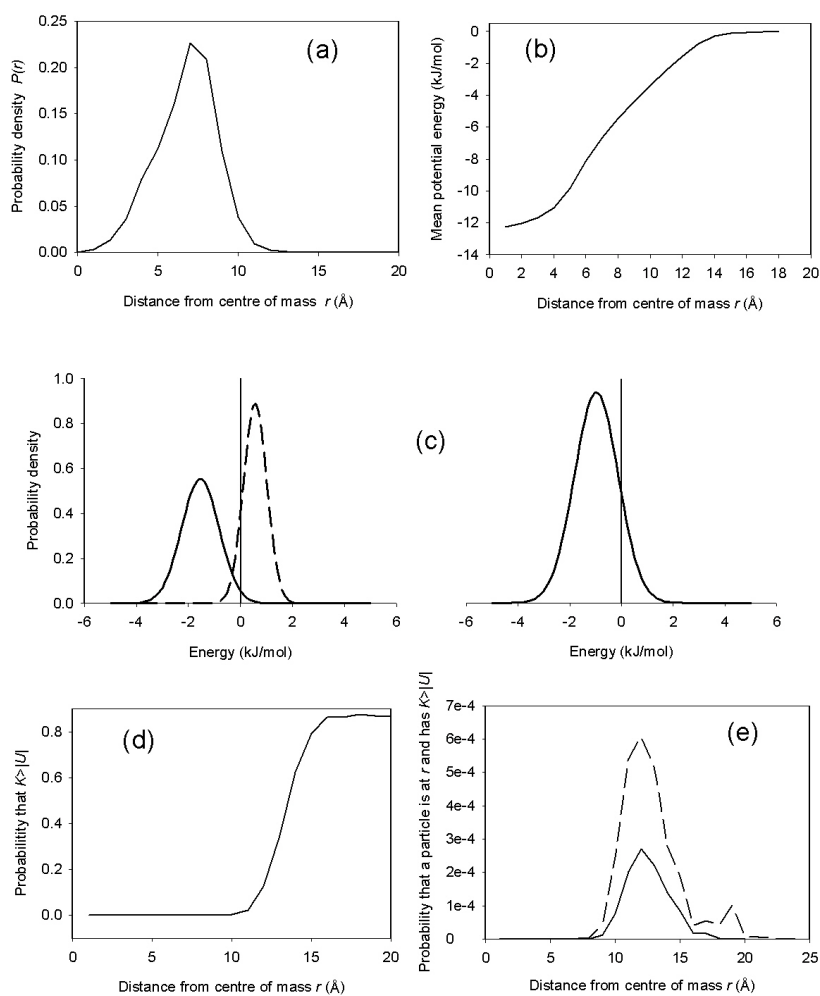 (a)
Probability density P(r)
0.25
0.20
0.15
0.10
0.05
0.00
0 5 10 15 20
Distance from centre of mass r (Å)
(b)
Mean potential energy (kJ/mol)
0
-2
-4
-6
-8
-10
-12
-14
0 2 4 6 8 10 12 14 16 18 20
Distance from centre of mass r (Å)
(c)
Probability density
1.0
0.8
0.6
0.4
0.2
0.0
-6 -4 -2 0 2 4 6
Energy (kJ/mol)
-6 -4 -2 0 2 4 6
Energy (kJ/mol)
(d)
Probabilitity that K>|U|
0.8
0.6
0.4
0.2
0.0
0 5 10 15 20
Distance from centre of mass r (Å)
(e)
Probability that a particle is at r and has K>|U|
7e-4
6e-4
5e-4
4e-4
3e-4
2e-4
1e-4
0
0 5 10 15 20 25
Distance from centre of mass r (Å)